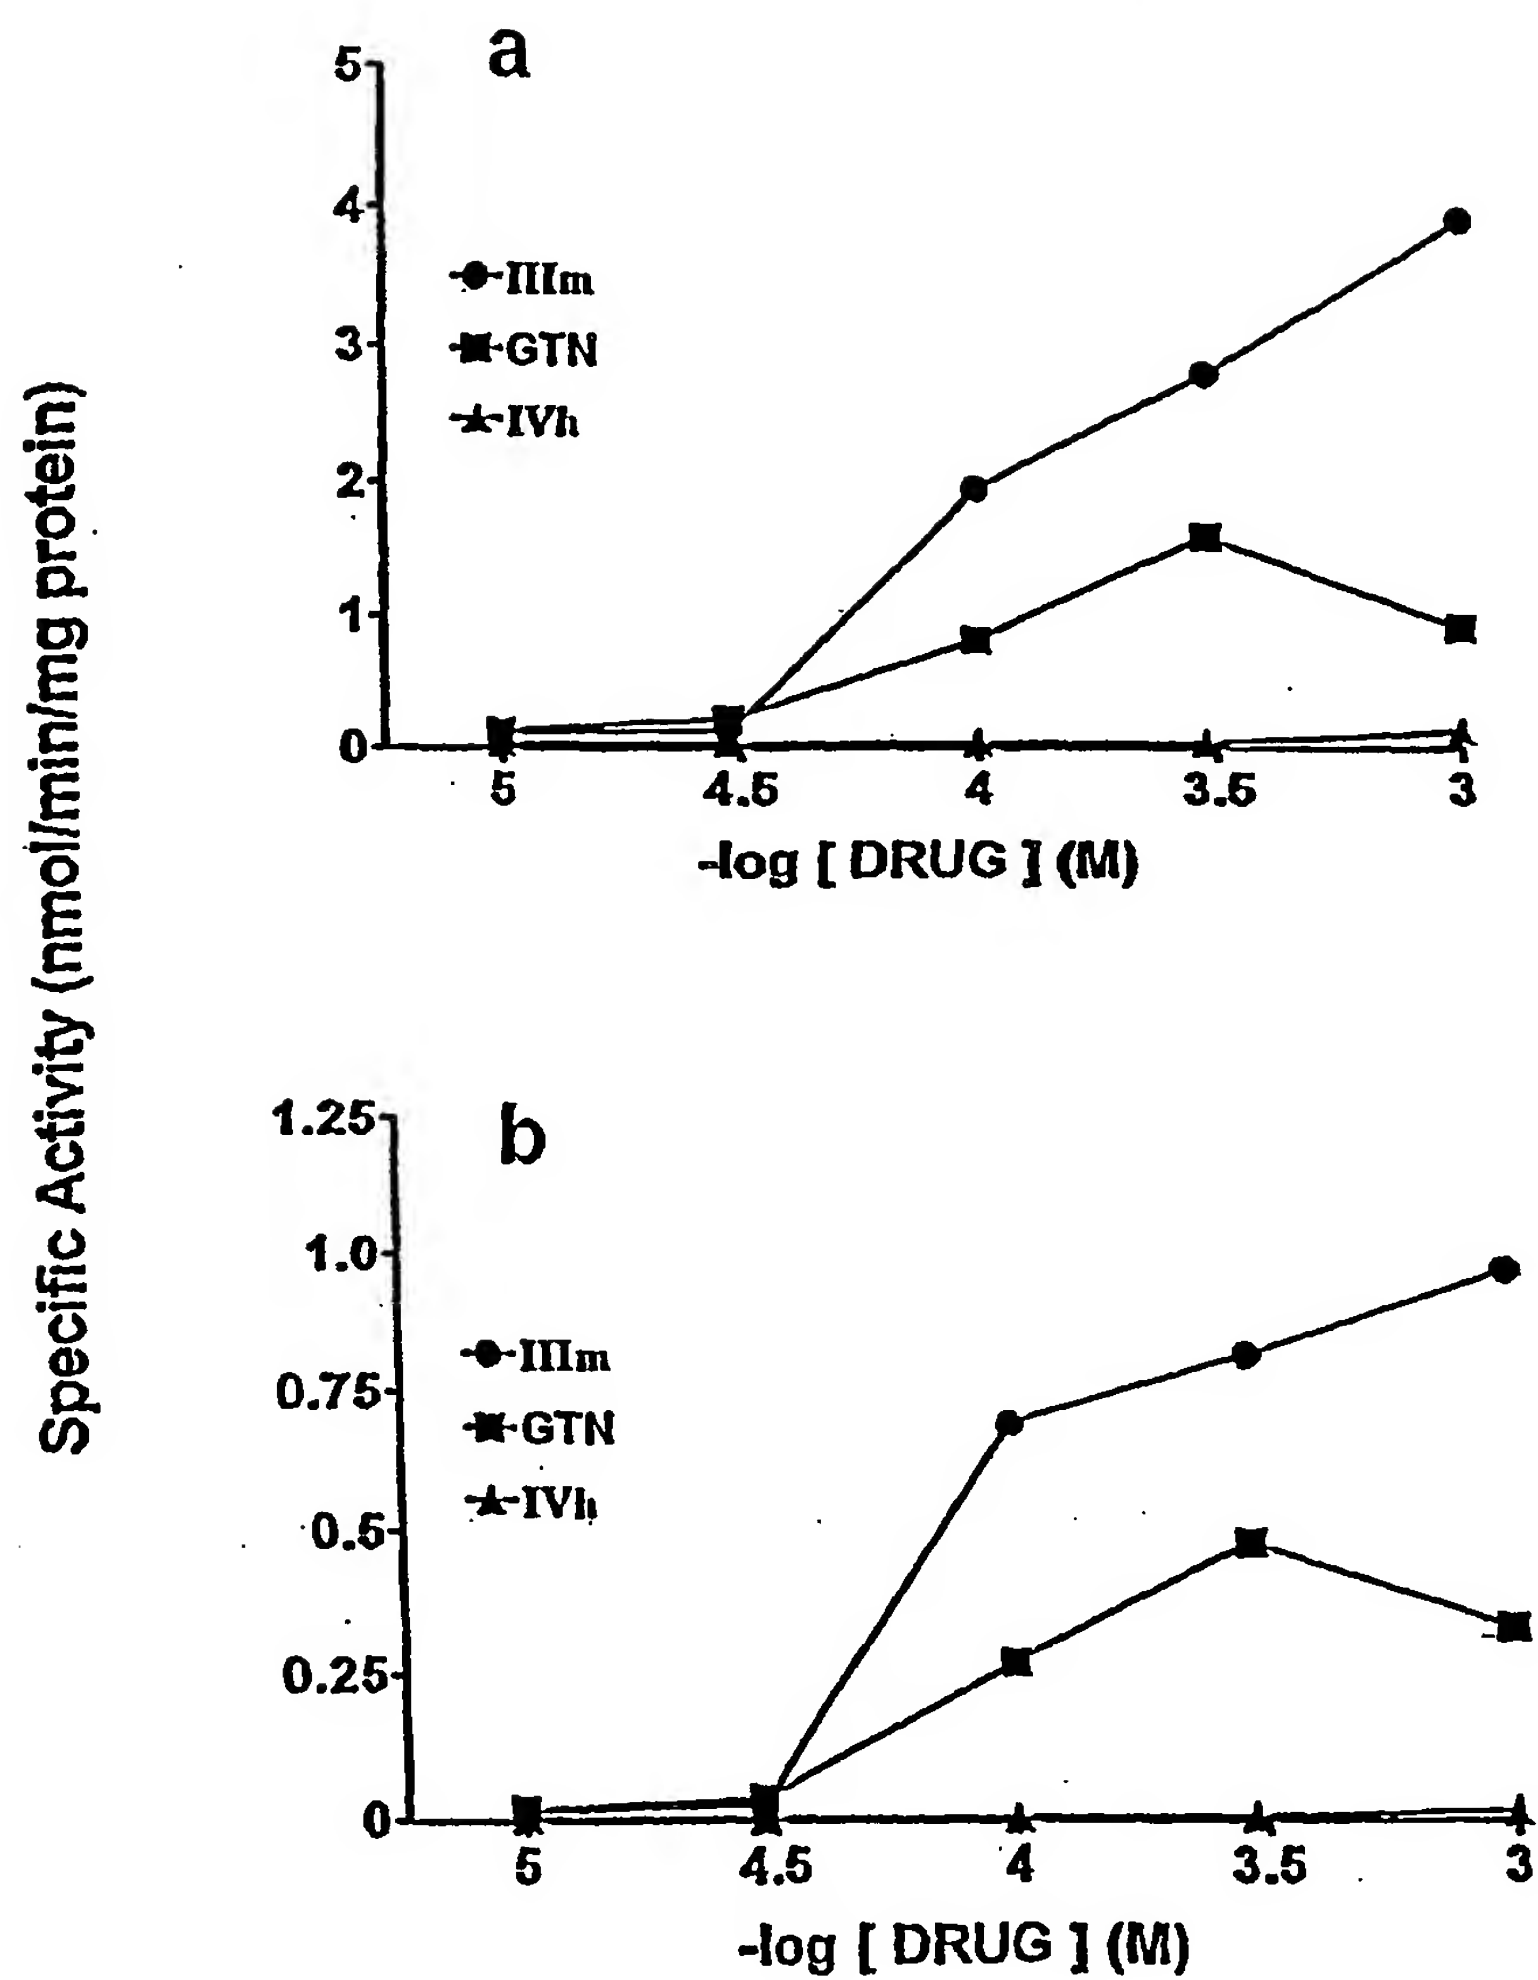 Specific Activity (nmol/min/mg protein)
a
5
4
3
2
1
0
IIIm
GTN
IVh
5 4.5 4 3.5 3
-log [ DRUG ] (M)
b
1.25
1.0
0.75
0.5
0.25
0
IIIm
GTN
IVh
5 4.5 4 3.5 3
-log [ DRUG ] (M)